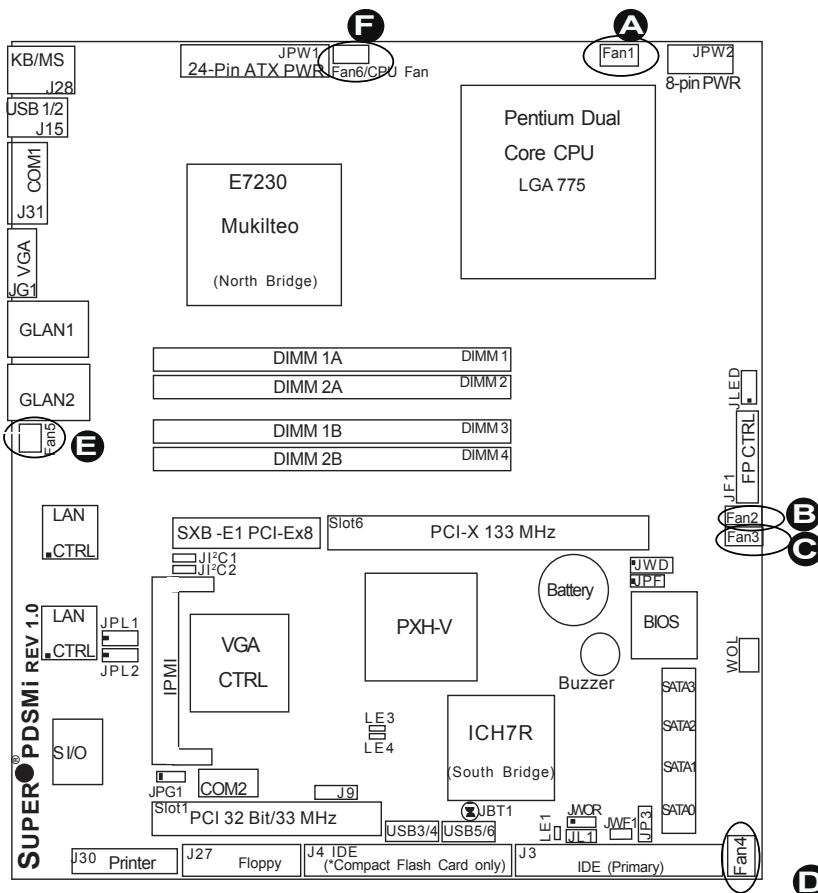 F
A
KB/MS
J28
JPW1
24-Pin ATX PWR
Fan6/CPU Fan
Fan1
JPW2
8-pin PWR
USB 1/2
J15
COM1
J31
VGA
JG1
GLAN1
GLAN2
Fan5
E
E7230
Mukilteo
(North Bridge)
Pentium Dual
Core CPU
LGA 775
DIMM 1A DIMM 1
DIMM 2A DIMM 2
DIMM 1B DIMM 3
DIMM 2B DIMM 4
JLED
FP CTRL
JF1
Fan2
B
Fan3
C
LAN
CTRL
SXB -E1 PCI-Ex8
Slot6
PCI-X 133 MHz
JI²C1
JI²C2
JWD
JPF
Battery
BIOS
Buzzer
WOL
LAN
CTRL
JPL1
JPL2
IPMI
VGA
CTRL
PXH-V
SATA3
SATA2
SATA1
SATA0
LE3
LE4
ICH7R
(South Bridge)
S I/O
SUPER® PDSMi REV 1.0
JPG1
COM2
J9
Slot1
PCI 32 Bit/33 MHz
JBT1
USB3/4
USB5/6
LE1
JWOR
JL1
JWF1
JP3
J30 Printer
J27
Floppy
J4 IDE
(*Compact Flash Card only)
J3
IDE (Primary)
Fan4
D